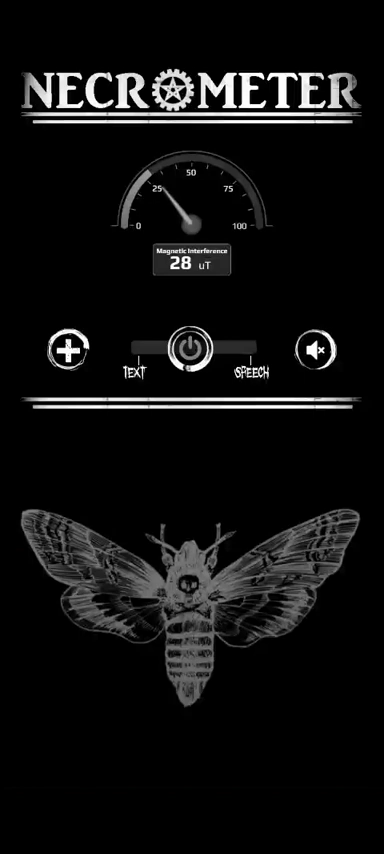 NECROMETER
50
25 75
0 100
Magnetic Interference
28 uT
TEXT SPEECH